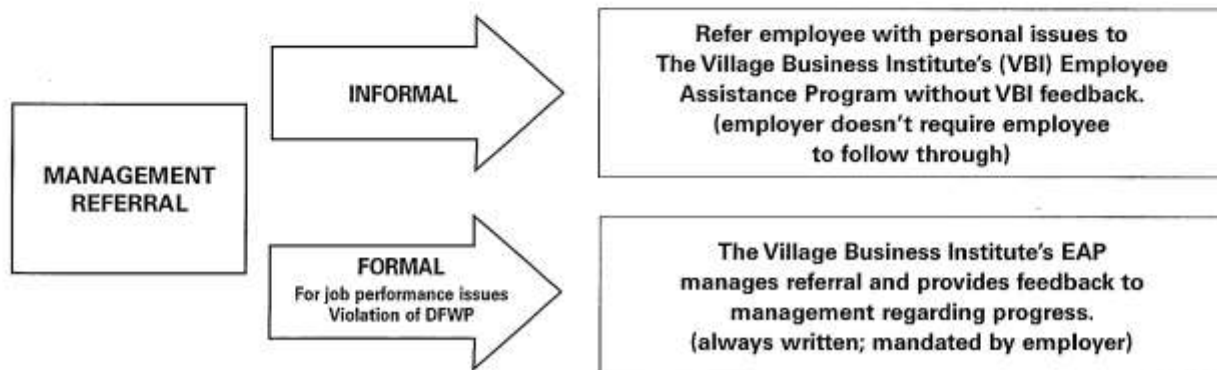 MANAGEMENT
REFERRAL
INFORMAL
Refer employee with personal issues to
The Village Business Institute's (VBI) Employee
Assistance Program without VBI feedback.
(employer doesn't require employee
to follow through)
FORMAL
For job performance issues
Violation of DFWP
The Village Business Institute's EAP
manages referral and provides feedback to
management regarding progress.
(always written; mandated by employer)